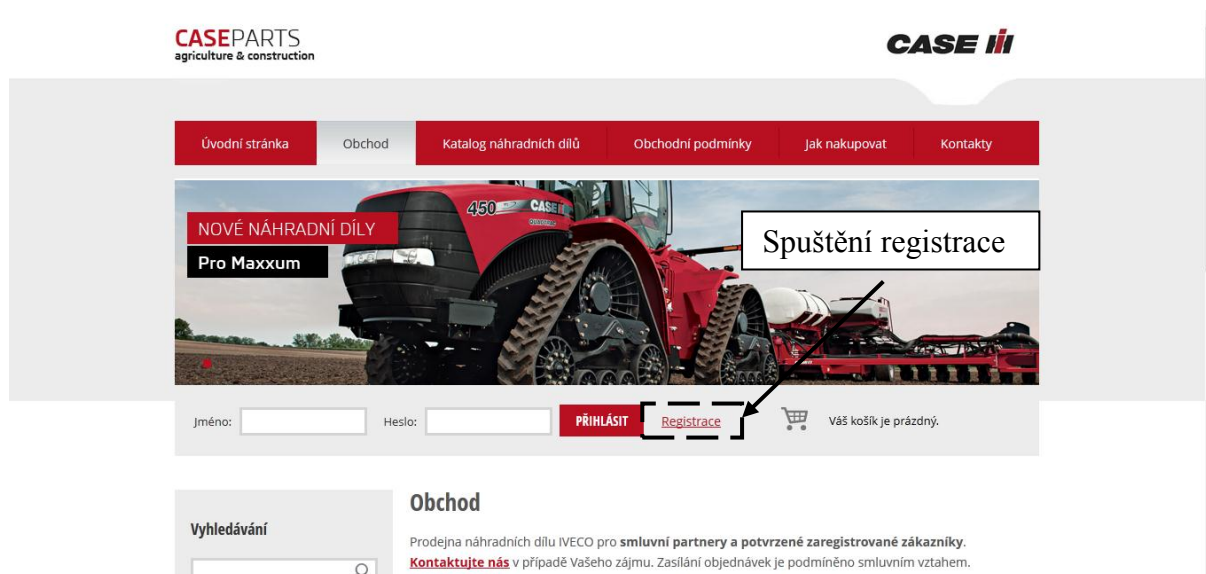 CASEPARTS
agriculture & construction
CASE IH
Úvodní stránka Obchod Katalog náhradních dílů Obchodní podmínky Jak nakupovat Kontakty
NOVÉ NÁHRADNÍ DÍLY
Pro Maxxum
450 CASE IH
Spuštění registrace
Jméno: Heslo: PŘIHLÁSIT Registrace Váš košík je prázdný.
Vyhledávání
Obchod
Prodejna náhradních dílu IVECO pro smluvní partnery a potvrzené zaregistrované zákazníky.
Kontaktujte nás v případě Vašeho zájmu. Zasílání objednávek je podmíněno smluvním vztahem.